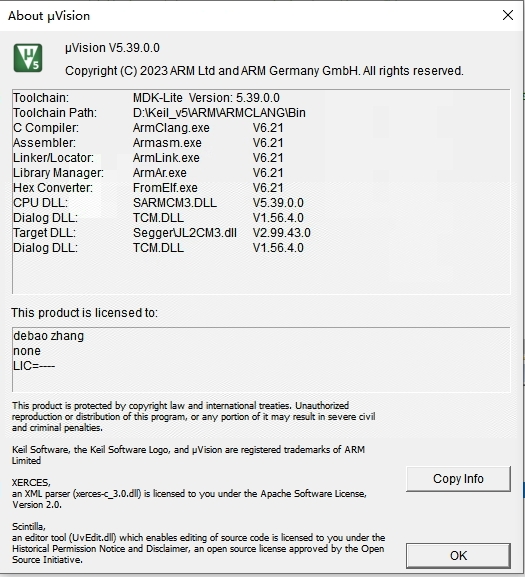 About µVision
µVision V5.39.0.0
Copyright (C) 2023 ARM Ltd and ARM Germany GmbH. All rights reserved.
Toolchain: MDK-Lite Version: 5.39.0.0
Toolchain Path: D:\Keil_v5\ARM\ARMCLANG\Bin
C Compiler: ArmClang.exe V6.21
Assembler: Armasm.exe V6.21
Linker/Locator: ArmLink.exe V6.21
Library Manager: ArmAr.exe V6.21
Hex Converter: FromElf.exe V6.21
CPU DLL: SARMCM3.DLL V5.39.0.0
Dialog DLL: TCM.DLL V1.56.4.0
Target DLL: Segger\JL2CM3.dll V2.99.43.0
Dialog DLL: TCM.DLL V1.56.4.0
This product is licensed to:
debao zhang
none
LIC=----
This product is protected by copyright law and international treaties. Unauthorized
reproduction or distribution of this program, or any portion of it may result in severe civil
and criminal penalties.
Keil Software, the Keil Software Logo, and µVision are registered trademarks of ARM
Limited
XERCES,
an XML parser (xerces-c_3.0.dll) is licensed to you under the Apache Software License,
Version 2.0.
Copy Info
Scintilla,
an editor tool (UvEdit.dll) which enables editing of source code is licensed to you under the
Historical Permission Notice and Disclaimer, an open source license approved by the Open
Source Initiative.
OK